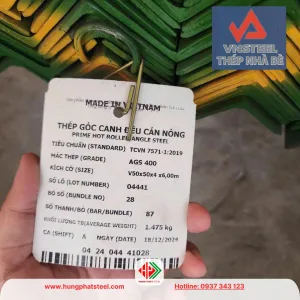 VNSTEEL
THÉP NHÀ BÈ
MADE IN VIETNAM
THÉP GÓC CẠNH ĐỀU CÁN NÓNG
PRIME HOT ROLLED ANGLE STEEL
TIÊU CHUẨN (STANDARD) TCVN 7571-1:2019
MÁC THÉP (GRADE) AGS 400
KÍCH CỠ (SIZE) V50x50x4 x6,00m
SỐ LÔ (LOT NUMBER) 04441
BÓ SỐ (BUNDLE NO) 28
SỐ THANH/BÓ (BAR/BUNDLE) 87
KHỐI LƯỢNG TB(AVERAGE WEIGHT) 1,475 kg
CA (SHIFT) A NGÀY (DATE) 18/12/2024
04 24 044 41028
www.hungphatsteel.com
Hotline: 0937 343 123